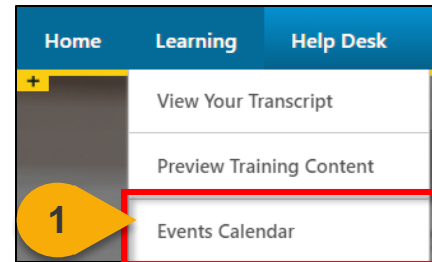 Home Learning Help Desk
+
View Your Transcript
Preview Training Content
1
Events Calendar